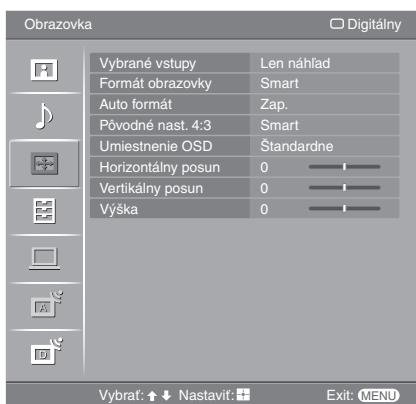 Obrazovka Digitálny
Vybrané vstupy Len náhľad
Formát obrazovky Smart
Auto formát Zap.
Pôvodné nast. 4:3 Smart
Umiestnenie OSD Štandardne
Horizontálny posun 0
Vertikálny posun 0
Výška 0
A
D
Vybrať: Nastaviť: Exit: MENU